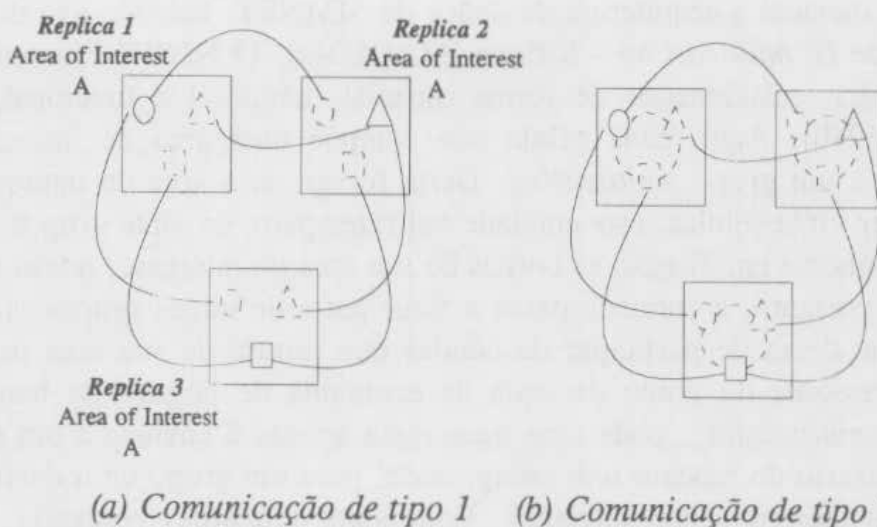 Replica 1
Area of Interest
A
Replica 2
Area of Interest
A
Replica 3
Area of Interest
A
(a) Comunicação de tipo 1
(b) Comunicação de tipo